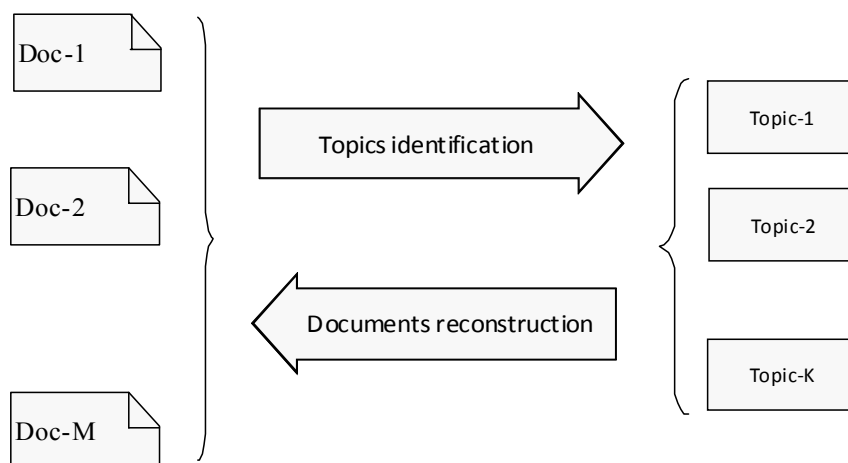 Doc-1
Doc-2
Doc-M
Topics identification
Documents reconstruction
Topic-1
Topic-2
Topic-K